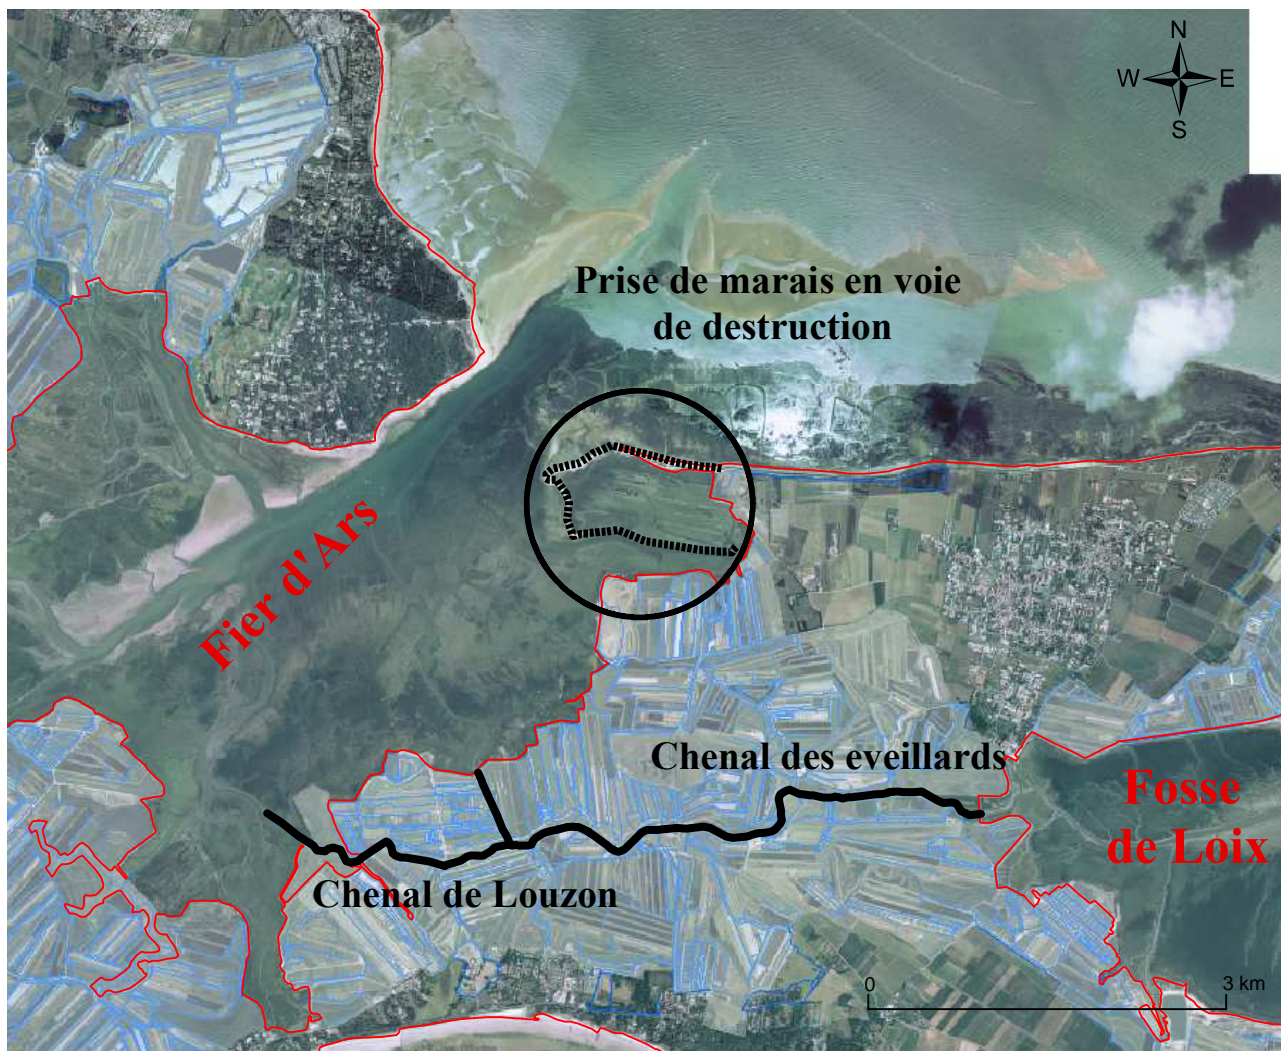 N
W E
S
Prise de marais en voie
de destruction
Fier d'Ars
Chenal des eveillards
Fosse
de Loix
Chenal de Louzon
0 3 km